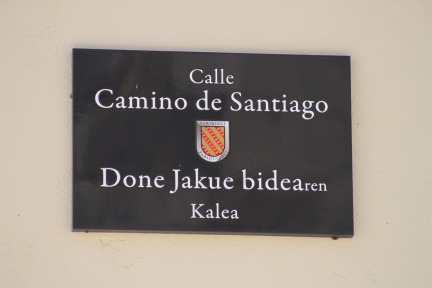 Calle
Camino de Santiago
Done Jakue bidearen
Kalea